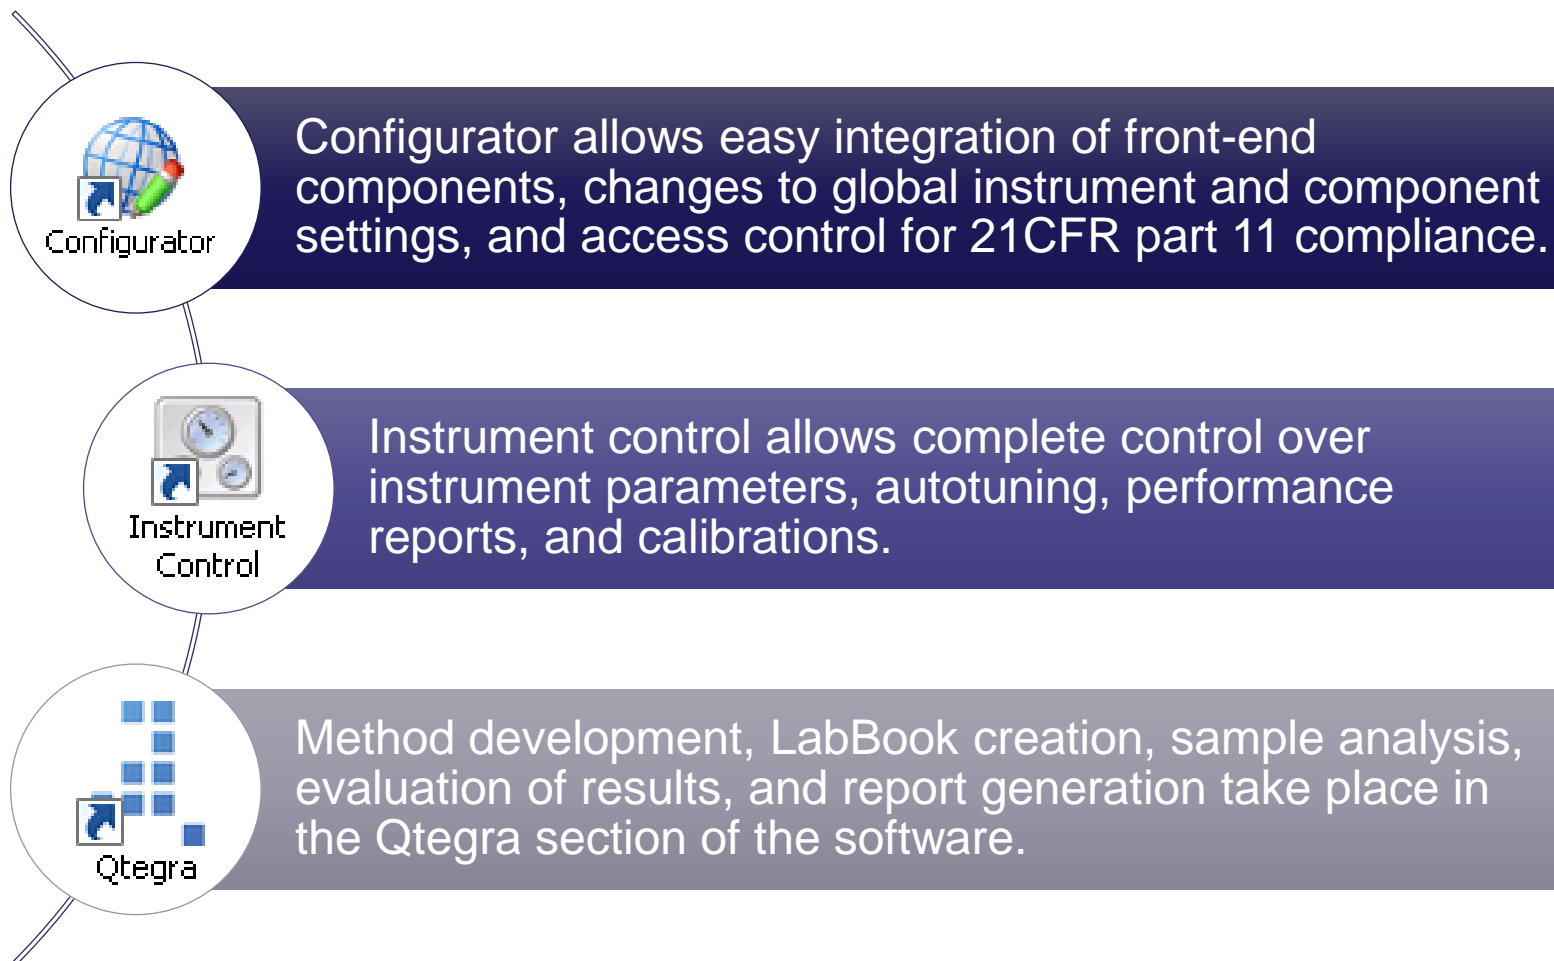 Configurator
Configurator allows easy integration of front-end
components, changes to global instrument and component
settings, and access control for 21CFR part 11 compliance.
Instrument
Control
Instrument control allows complete control over
instrument parameters, autotuning, performance
reports, and calibrations.
Qtegra
Method development, LabBook creation, sample analysis,
evaluation of results, and report generation take place in
the Qtegra section of the software.